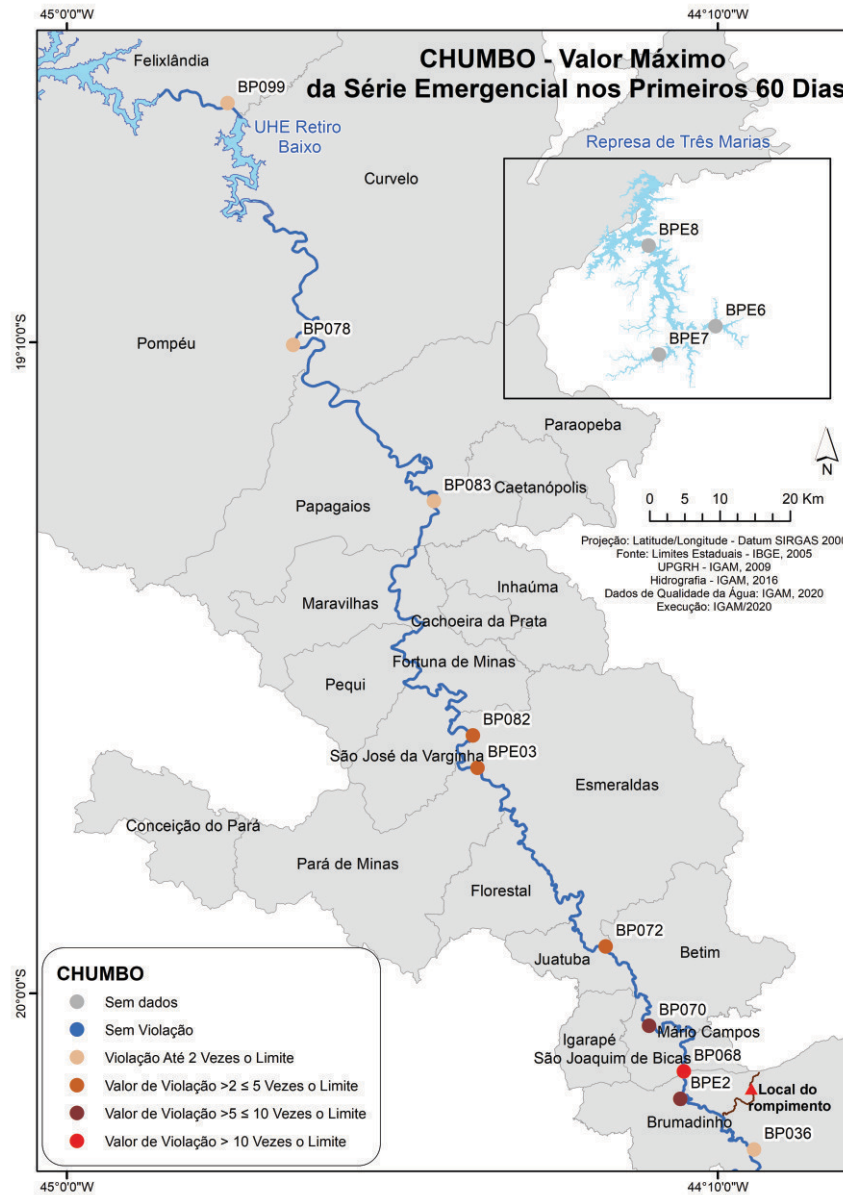 45°0'0"O
44°10'0"O
CHUMBO - Valor Máximo
da Série Emergencial nos Primeiros 60 Dias
Felixlândia
BP099
UHE Retiro
Baixo
Represa de Três Marias
Curvelo
BPE8
BPE6
BPE7
19°10'0"S
Pompéu
BP078
Paraopeba
N
BP083
Caetanópolis
Papagaios
0 5 10 20 Km
Projeção: Latitude/Longitude - Datum SIRGAS 2000
Fonte: Limites Estaduais - IBGE, 2005
UPGRH - IGAM, 2009
Hidrografia - IGAM, 2016
Dados de Qualidade da Água: IGAM, 2020
Execução: IGAM/2020
Inhaúma
Maravilhas
Cachoeira da Prata
Fortuna de Minas
Pequi
BP082
São José da Varginha
BPE03
Esmeraldas
Conceição do Pará
Pará de Minas
Florestal
BP072
Juatuba
Betim
20°0'0"S
CHUMBO
Sem dados
Sem Violação
Violação Até 2 Vezes o Limite
Valor de Violação >2 ≤ 5 Vezes o Limite
Valor de Violação >5 ≤ 10 Vezes o Limite
Valor de Violação > 10 Vezes o Limite
BP070
Mário Campos
Igarapé
São Joaquim de Bicas
BP068
BPE2
Local do
rompimento
Brumadinho
BP036
45°0'0"O
44°10'0"O